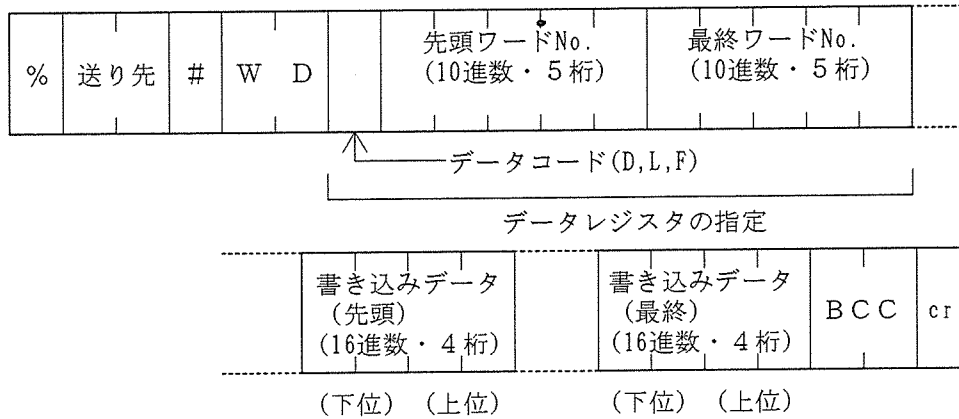 % 送り先 # W D 先頭ワードNo. 最終ワードNo.
(10進数・5桁) (10進数・5桁)
データコード(D,L,F)
データレジスタの指定
書き込みデータ 書き込みデータ BCC cr
(先頭) (最終)
(16進数・4桁) (16進数・4桁)
(下位) (上位) (下位) (上位)